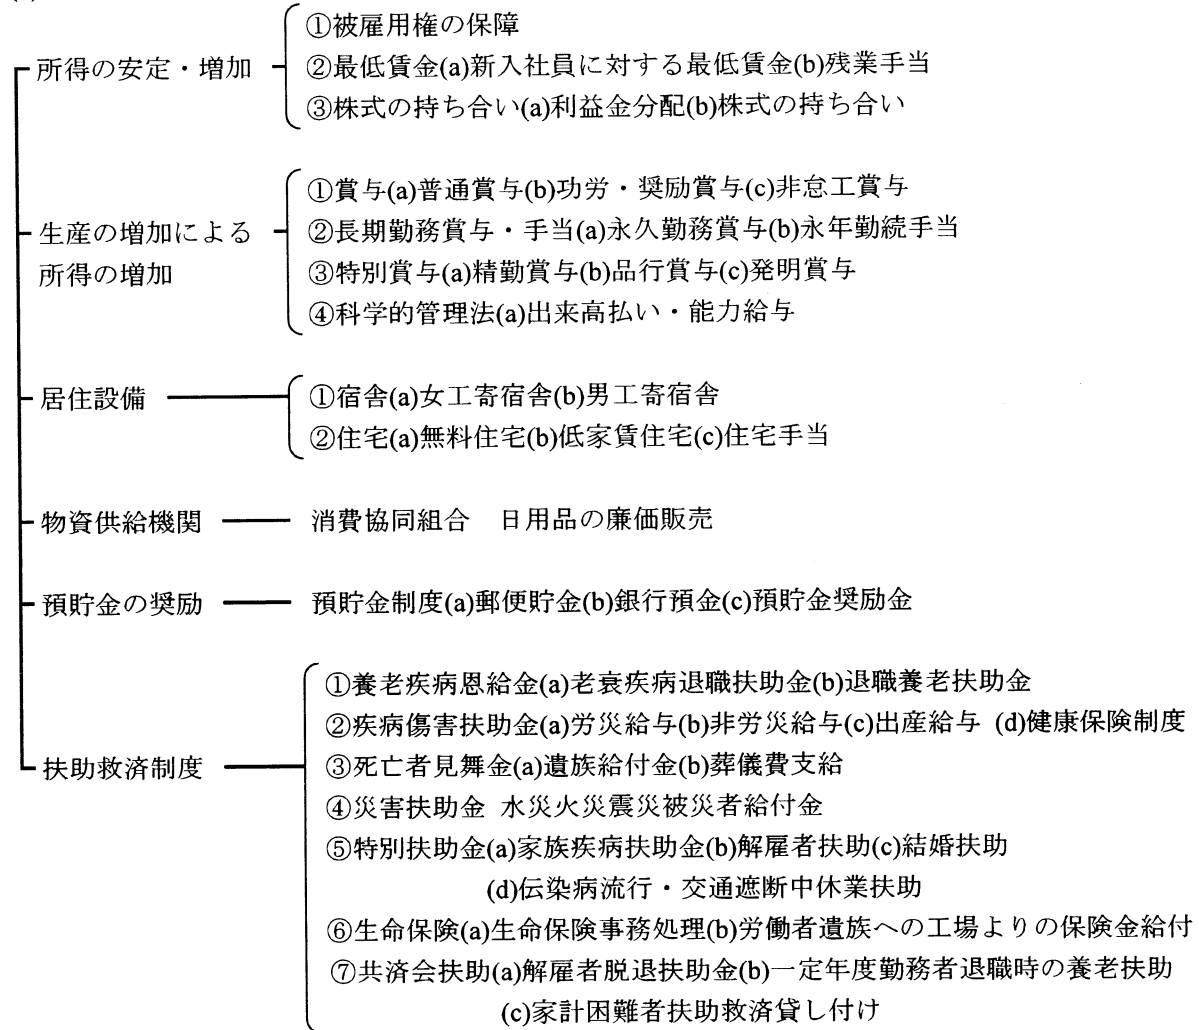 所得の安定・増加
①被雇用権の保障
②最低賃金(a)新入社員に対する最低賃金(b)残業手当
③株式の持ち合い(a)利益金分配(b)株式の持ち合い
生産の増加による
所得の増加
①賞与(a)普通賞与(b)功労・奨励賞与(c)非怠工賞与
②長期勤務賞与・手当(a)永久勤務賞与(b)永年勤続手当
③特別賞与(a)精勤賞与(b)品行賞与(c)発明賞与
④科学的管理法(a)出来高払い・能力給与
居住設備
①宿舎(a)女工寄宿舎(b)男工寄宿舎
②住宅(a)無料住宅(b)低家賃住宅(c)住宅手当
物資供給機関
消費協同組合 日用品の廉価販売
預貯金の奨励
預貯金制度(a)郵便貯金(b)銀行預金(c)預貯金奨励金
扶助救済制度
①養老疾病恩給金(a)老衰疾病退職扶助金(b)退職養老扶助金
②疾病傷害扶助金(a)労災給与(b)非労災給与(c)出産給与 (d)健康保険制度
③死亡者見舞金(a)遺族給付金(b)葬儀費支給
④災害扶助金 水災火災震災被災者給付金
⑤特別扶助金(a)家族疾病扶助金(b)解雇者扶助(c)結婚扶助
(d)伝染病流行・交通遮断中休業扶助
⑥生命保険(a)生命保険事務処理(b)労働者遺族への工場よりの保険金給付
⑦共済会扶助(a)解雇者脱退扶助金(b)一定年度勤務者退職時の養老扶助
(c)家計困難者扶助救済貸し付け